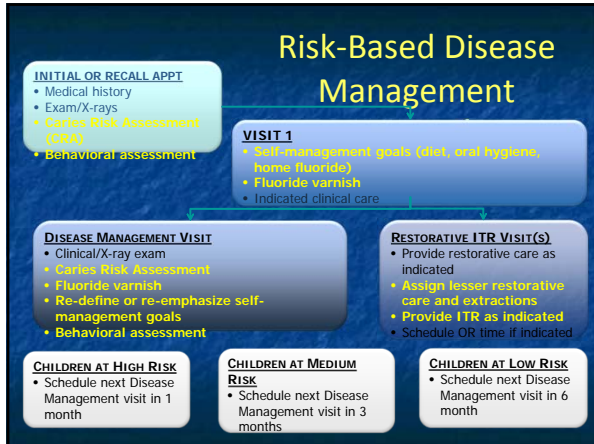 Risk-Based Disease
Management
INITIAL OR RECALL APPT
• Medical history
• Exam/X-rays
• Caries Risk Assessment
(CRA)
• Behavioral assessment
VISIT 1
• Self-management goals (diet, oral hygiene,
home fluoride)
• Fluoride varnish
• Indicated clinical care
DISEASE MANAGEMENT VISIT
• Clinical/X-ray exam
• Caries Risk Assessment
• Fluoride varnish
• Re-define or re-emphasize self-
management goals
• Behavioral assessment
RESTORATIVE ITR VISIT(S)
• Provide restorative care as
indicated
• Assign lesser restorative
care and extractions
• Provide ITR as indicated
• Schedule OR time if indicated
CHILDREN AT HIGH RISK
• Schedule next Disease
Management visit in 1
month
CHILDREN AT MEDIUM
RISK
• Schedule next Disease
Management visit in 3
months
CHILDREN AT LOW RISK
• Schedule next Disease
Management visit in 6
month